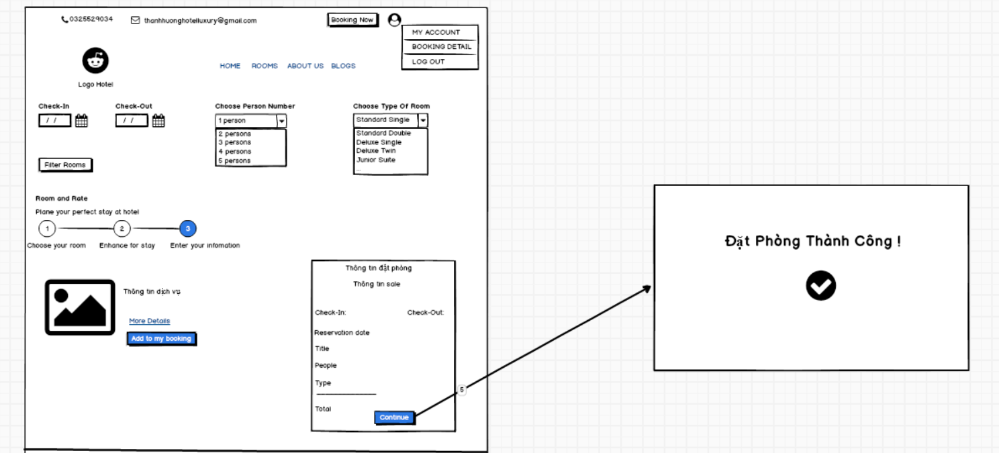 0325529034 thanhhuonghotelluxury@gmail.com Booking Now
MY ACCOUNT
BOOKING DETAIL
LOG OUT
Logo Hotel
HOME ROOMS ABOUT US BLOGS
Check-In Check-Out Choose Person Number Choose Type Of Room
/ / / / 1 person Standard Single
2 persons
3 persons
4 persons
5 persons
Standard Double
Deluxe Single
Deluxe Twin
Junior Suite
...
Filter Rooms
Room and Rate
Plane your perfect stay at hotel
1 2 3
Choose your room Enhance for stay Enter your infomation
Thông tin dịch vụ
More Details
Add to my booking
Thông tin đặt phòng
Thông tin sale
Check-In: Check-Out:
Reservation date
Title
People
Type
Total
Continue
5
Đặt Phòng Thành Công !